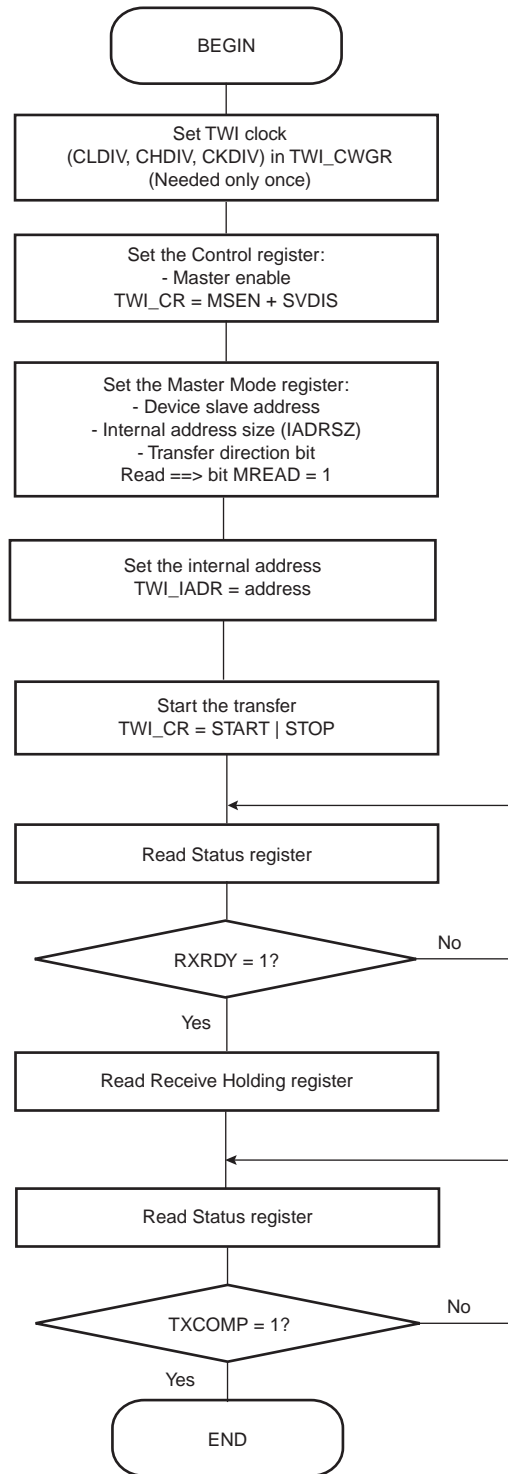 BEGIN
Set TWI clock
(CLDIV, CHDIV, CKDIV) in TWI_CWGR
(Needed only once)
Set the Control register:
- Master enable
TWI_CR = MSEN + SVDIS
Set the Master Mode register:
- Device slave address
- Internal address size (IADRSZ)
- Transfer direction bit
Read ==> bit MREAD = 1
Set the internal address
TWI_IADR = address
Start the transfer
TWI_CR = START | STOP
Read Status register
RXRDY = 1?
No
Yes
Read Receive Holding register
Read Status register
TXCOMP = 1?
No
Yes
END